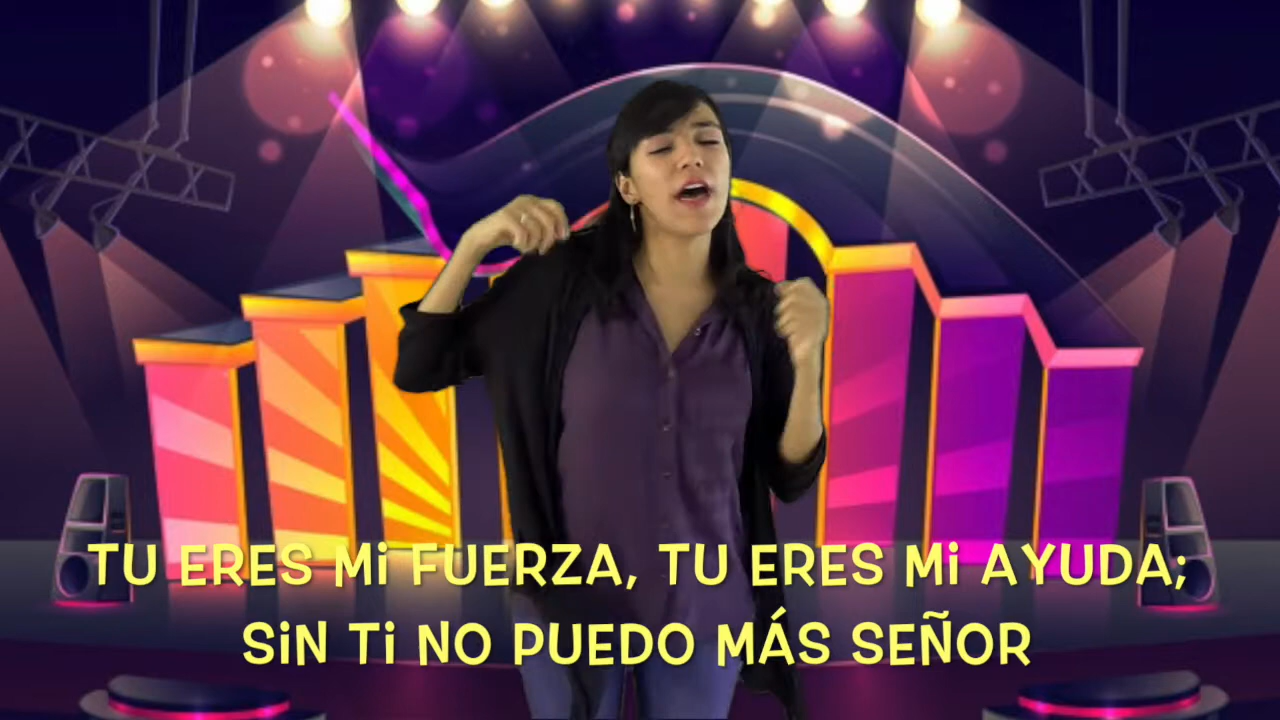 TU ERES Mi FUERZA, TU ERES Mi AYUDA;
SiN Ti NO PUEDO MÁS SEÑOR